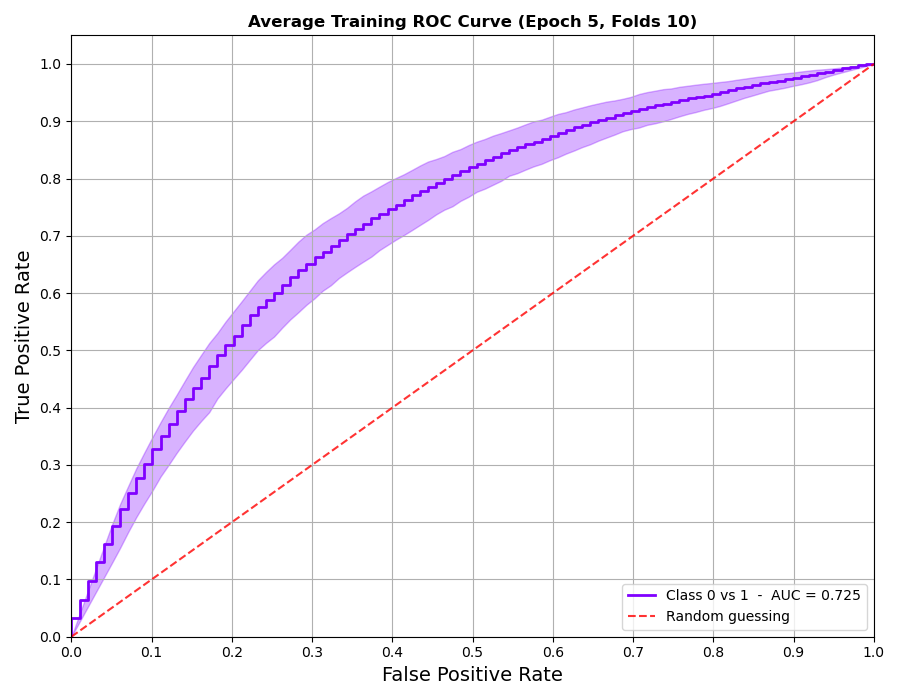 Average Training ROC Curve (Epoch 5, Folds 10)
True Positive Rate
1.0
0.9
0.8
0.7
0.6
0.5
0.4
0.3
0.2
0.1
0.0
Class 0 vs 1 - AUC = 0.725
Random guessing
0.0 0.1 0.2 0.3 0.4 0.5 0.6 0.7 0.8 0.9 1.0
False Positive Rate